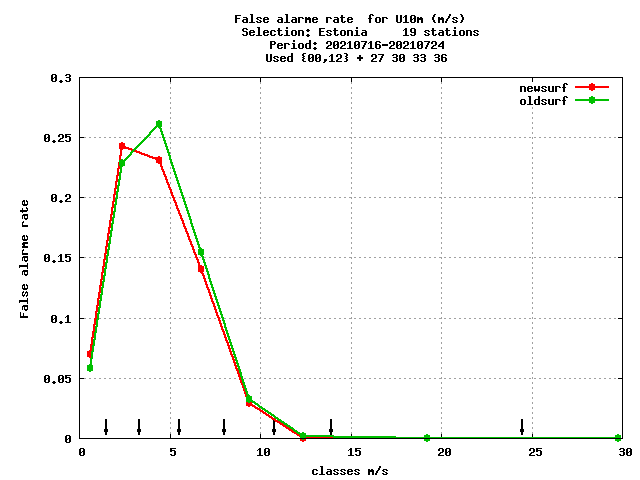 False alarme rate  for U10m (m/s)
Selection: Estonia     19 stations
Period: 20210716-20210724
Used {00,12} + 27 30 33 36
0.3
newsurf
oldsurf
0.25
0.2
0.15
0.1
0.05
0
False alarme rate
0 5 10 15 20 25 30
classes m/s